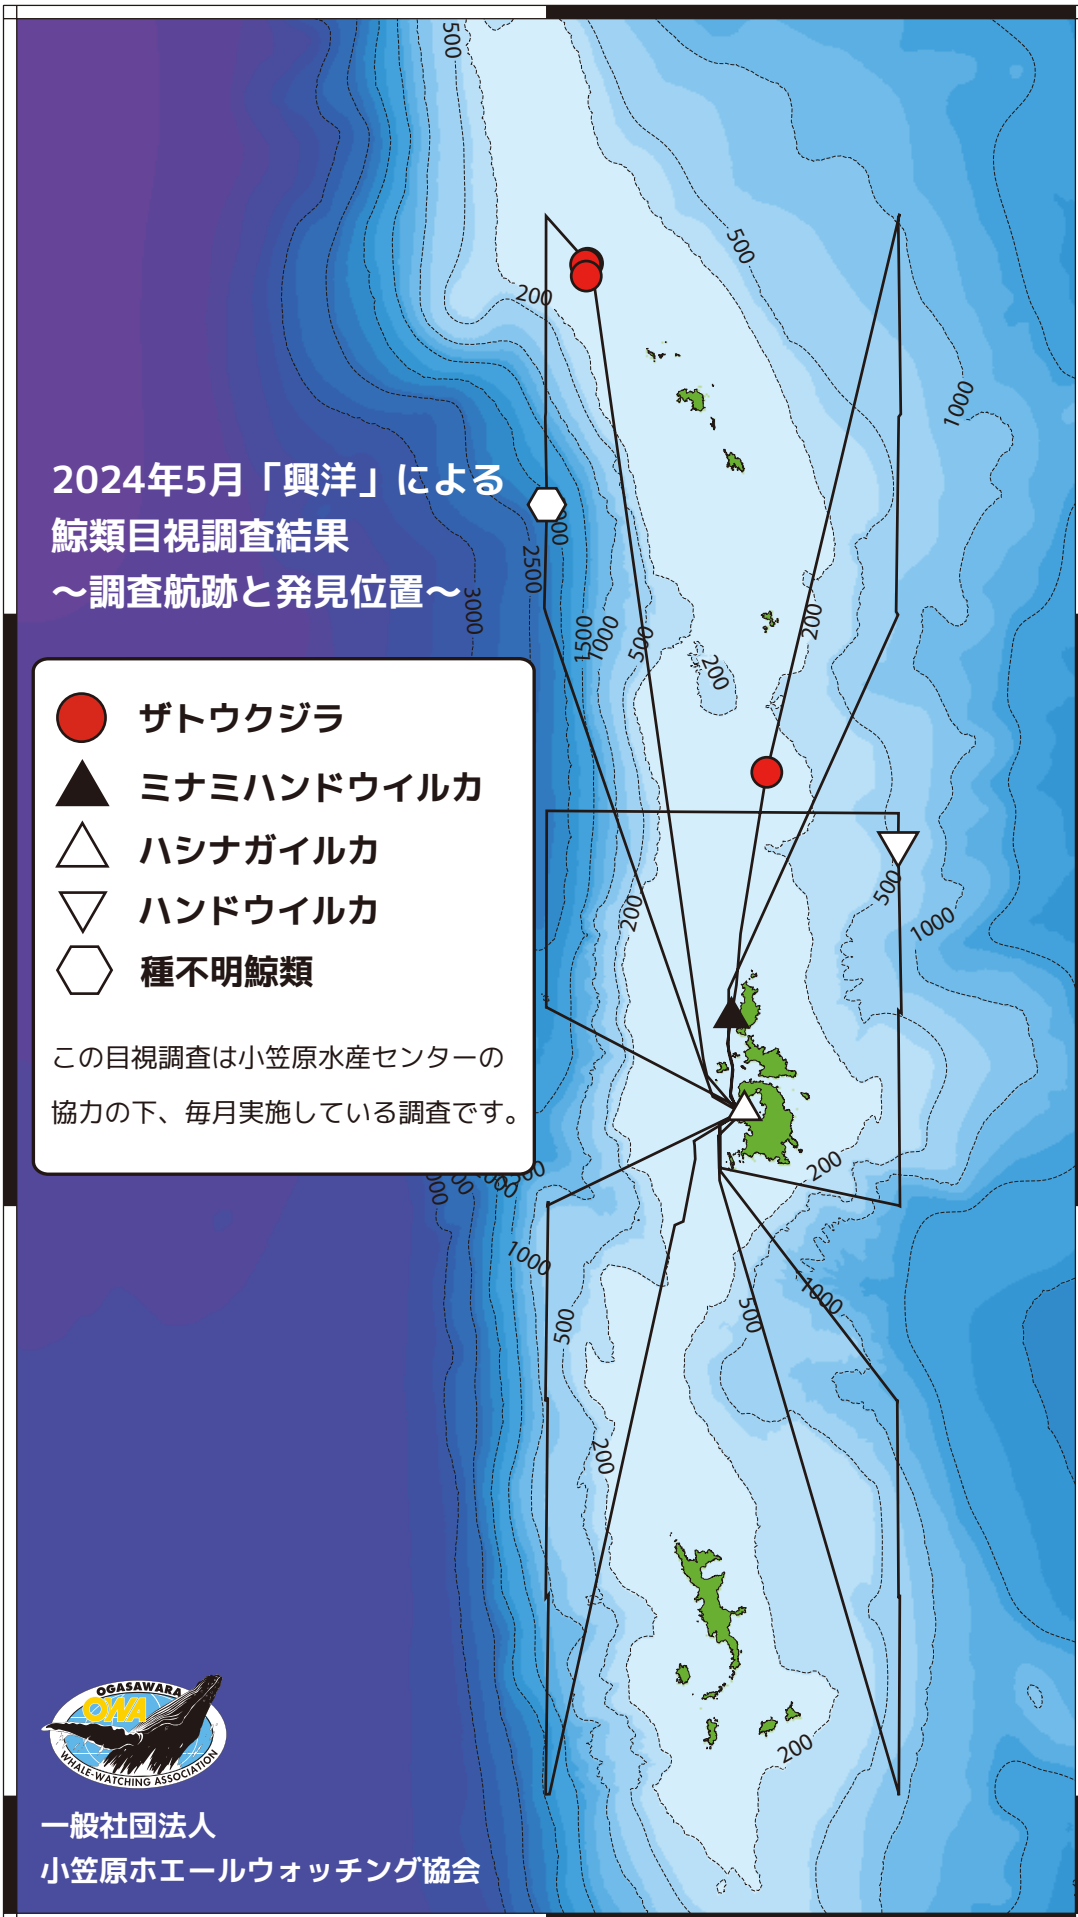 2024年5月「興洋」による
鯨類目視調査結果
～調査航跡と発見位置～
ザトウクジラ
ミナミハンドウイルカ
ハシナガイルカ
ハンドウイルカ
種不明鯨類
この目視調査は小笠原水産センターの
協力の下、毎月実施している調査です。
500
500
200
1000
2500
3000
1500
1000
500
200
200
200
500
1000
200
1000
500
500
1000
200
200
OGASAWARA
OWA
WHALE-WATCHING ASSOCIATION
一般社団法人
小笠原ホエールウォッチング協会